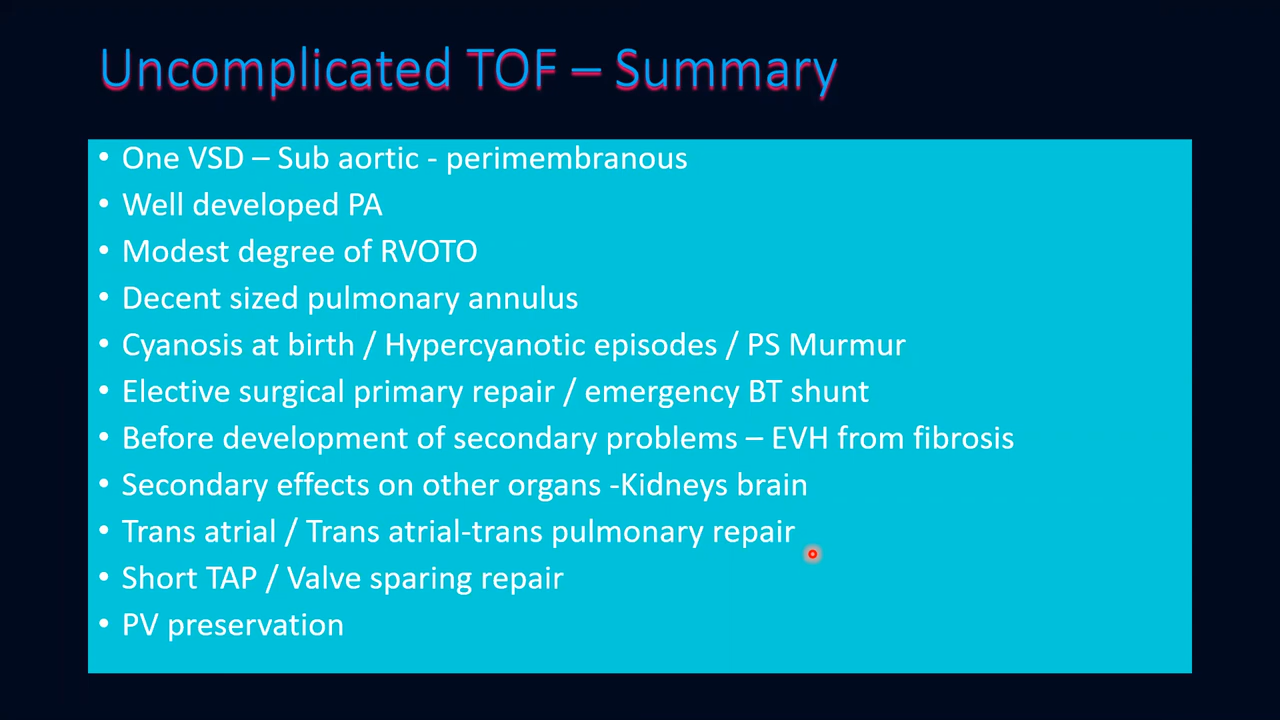 Uncomplicated TOF – Summary
• One VSD – Sub aortic - perimembranous
• Well developed PA
• Modest degree of RVOTO
• Decent sized pulmonary annulus
• Cyanosis at birth / Hypercyanotic episodes / PS Murmur
• Elective surgical primary repair / emergency BT shunt
• Before development of secondary problems – EVH from fibrosis
• Secondary effects on other organs -Kidneys brain
• Trans atrial / Trans atrial-trans pulmonary repair
• Short TAP / Valve sparing repair
• PV preservation